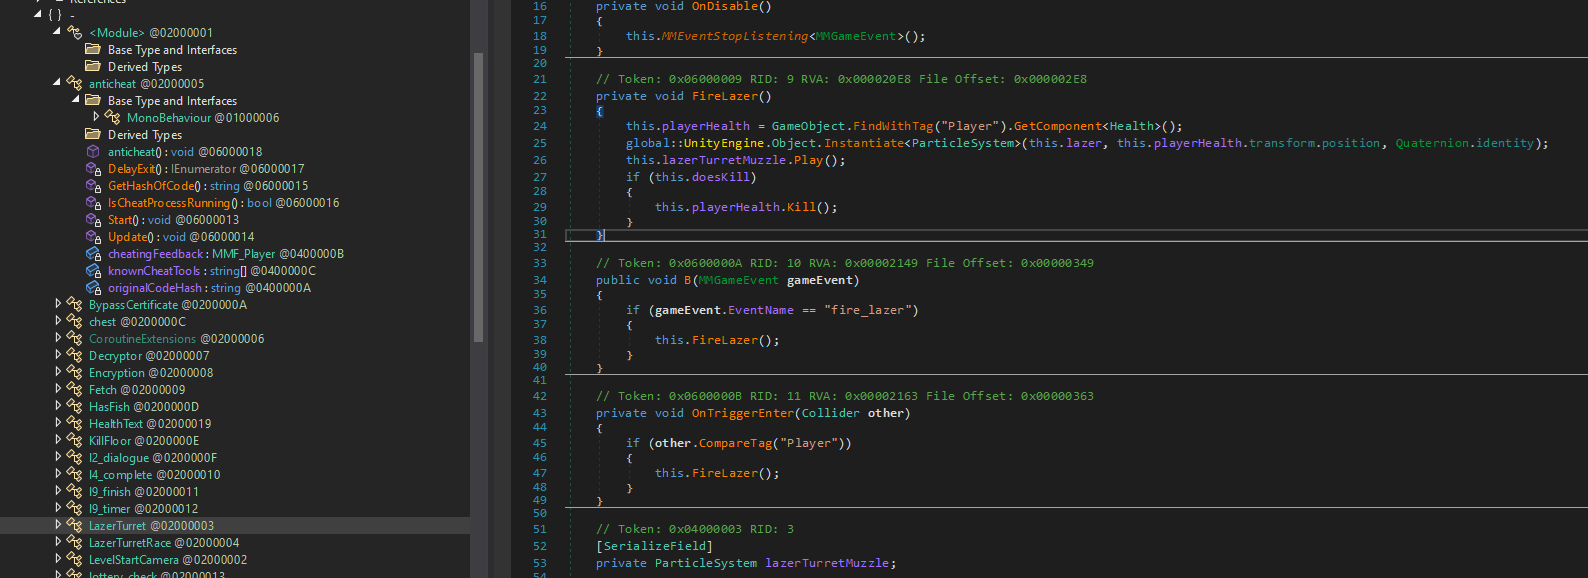 References
{ } -
<Module> @02000001
Base Type and Interfaces
Derived Types
anticheat @02000005
Base Type and Interfaces
MonoBehaviour @01000006
Derived Types
anticheat() : void @06000018
DelayExit() : IEnumerator @06000017
GetHashOfCode() : string @06000015
IsCheatProcessRunning() : bool @06000016
Start() : void @06000013
Update() : void @06000014
cheatingFeedback : MMF_Player @0400000B
knownCheatTools : string[] @0400000C
originalCodeHash : string @0400000A
BypassCertificate @0200000A
chest @0200000C
CoroutineExtensions @02000006
Decryptor @02000007
Encryption @02000008
Fetch @02000009
HasFish @0200000D
HealthText @02000019
KillFloor @0200000E
l2_dialogue @0200000F
l4_complete @02000010
l9_finish @02000011
l9_timer @02000012
LazerTurret @02000003
LazerTurretRace @02000004
LevelStartCamera @02000002
lottery_check @02000013
16 private void OnDisable()
17 {
18 this.MMEventStopListening<MMGameEvent>();
19 }
20
21 // Token: 0x06000009 RID: 9 RVA: 0x000020E8 File Offset: 0x000002E8
22 private void FireLazer()
23 {
24 this.playerHealth = GameObject.FindWithTag("Player").GetComponent<Health>();
25 global::UnityEngine.Object.Instantiate<ParticleSystem>(this.lazer, this.playerHealth.transform.position, Quaternion.identity);
26 this.lazerTurretMuzzle.Play();
27 if (this.doesKill)
28 {
29 this.playerHealth.Kill();
30 }
31 }
32
33 // Token: 0x0600000A RID: 10 RVA: 0x00002149 File Offset: 0x00000349
34 public void B(MMGameEvent gameEvent)
35 {
36 if (gameEvent.EventName == "fire_lazer")
37 {
38 this.FireLazer();
39 }
40 }
41
42 // Token: 0x0600000B RID: 11 RVA: 0x00002163 File Offset: 0x00000363
43 private void OnTriggerEnter(Collider other)
44 {
45 if (other.CompareTag("Player"))
46 {
47 this.FireLazer();
48 }
49 }
50
51 // Token: 0x04000003 RID: 3
52 [SerializeField]
53 private ParticleSystem lazerTurretMuzzle;
54